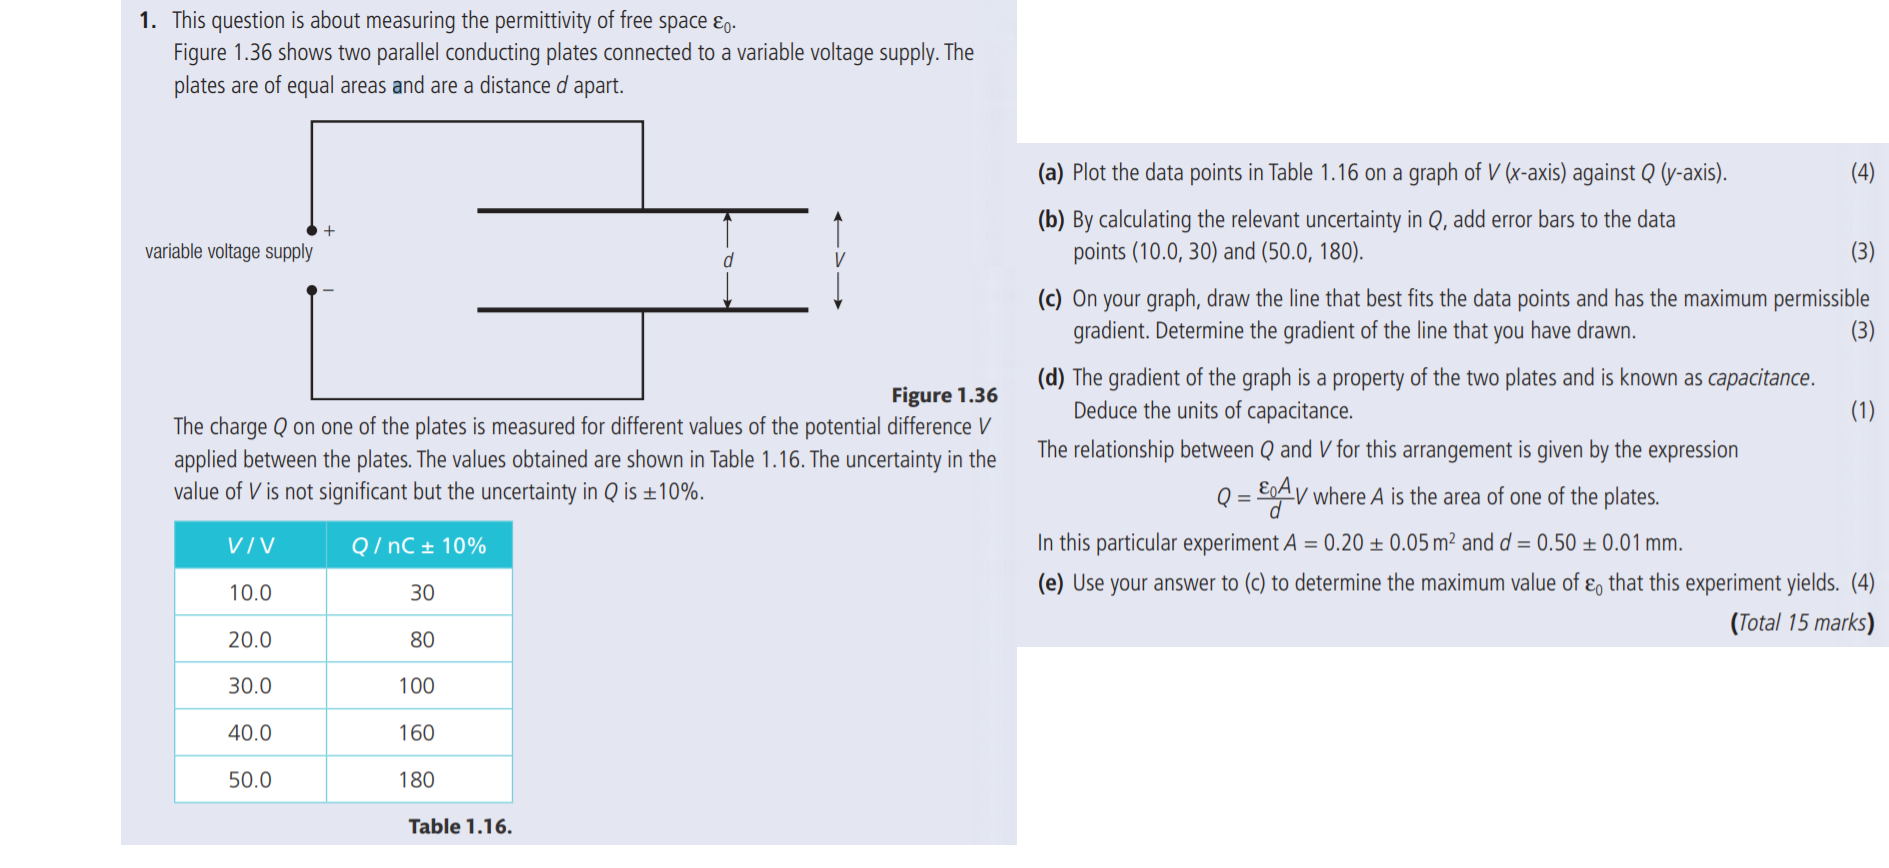 1. This question is about measuring the permittivity of free space ε₀.
Figure 1.36 shows two parallel conducting plates connected to a variable voltage supply. The
plates are of equal areas and are a distance d apart.
+
variable voltage supply
d
V
–
Figure 1.36
The charge Q on one of the plates is measured for different values of the potential difference V
applied between the plates. The values obtained are shown in Table 1.16. The uncertainty in the
value of V is not significant but the uncertainty in Q is ±10%.
V / V Q / nC ± 10%
10.0 30
20.0 80
30.0 100
40.0 160
50.0 180
Table 1.16.
(a) Plot the data points in Table 1.16 on a graph of V (x-axis) against Q (y-axis). (4)
(b) By calculating the relevant uncertainty in Q, add error bars to the data
points (10.0, 30) and (50.0, 180). (3)
(c) On your graph, draw the line that best fits the data points and has the maximum permissible
gradient. Determine the gradient of the line that you have drawn. (3)
(d) The gradient of the graph is a property of the two plates and is known as capacitance.
Deduce the units of capacitance. (1)
The relationship between Q and V for this arrangement is given by the expression
Q = ε₀A/d V where A is the area of one of the plates.
In this particular experiment A = 0.20 ± 0.05 m² and d = 0.50 ± 0.01 mm.
(e) Use your answer to (c) to determine the maximum value of ε₀ that this experiment yields. (4)
(Total 15 marks)